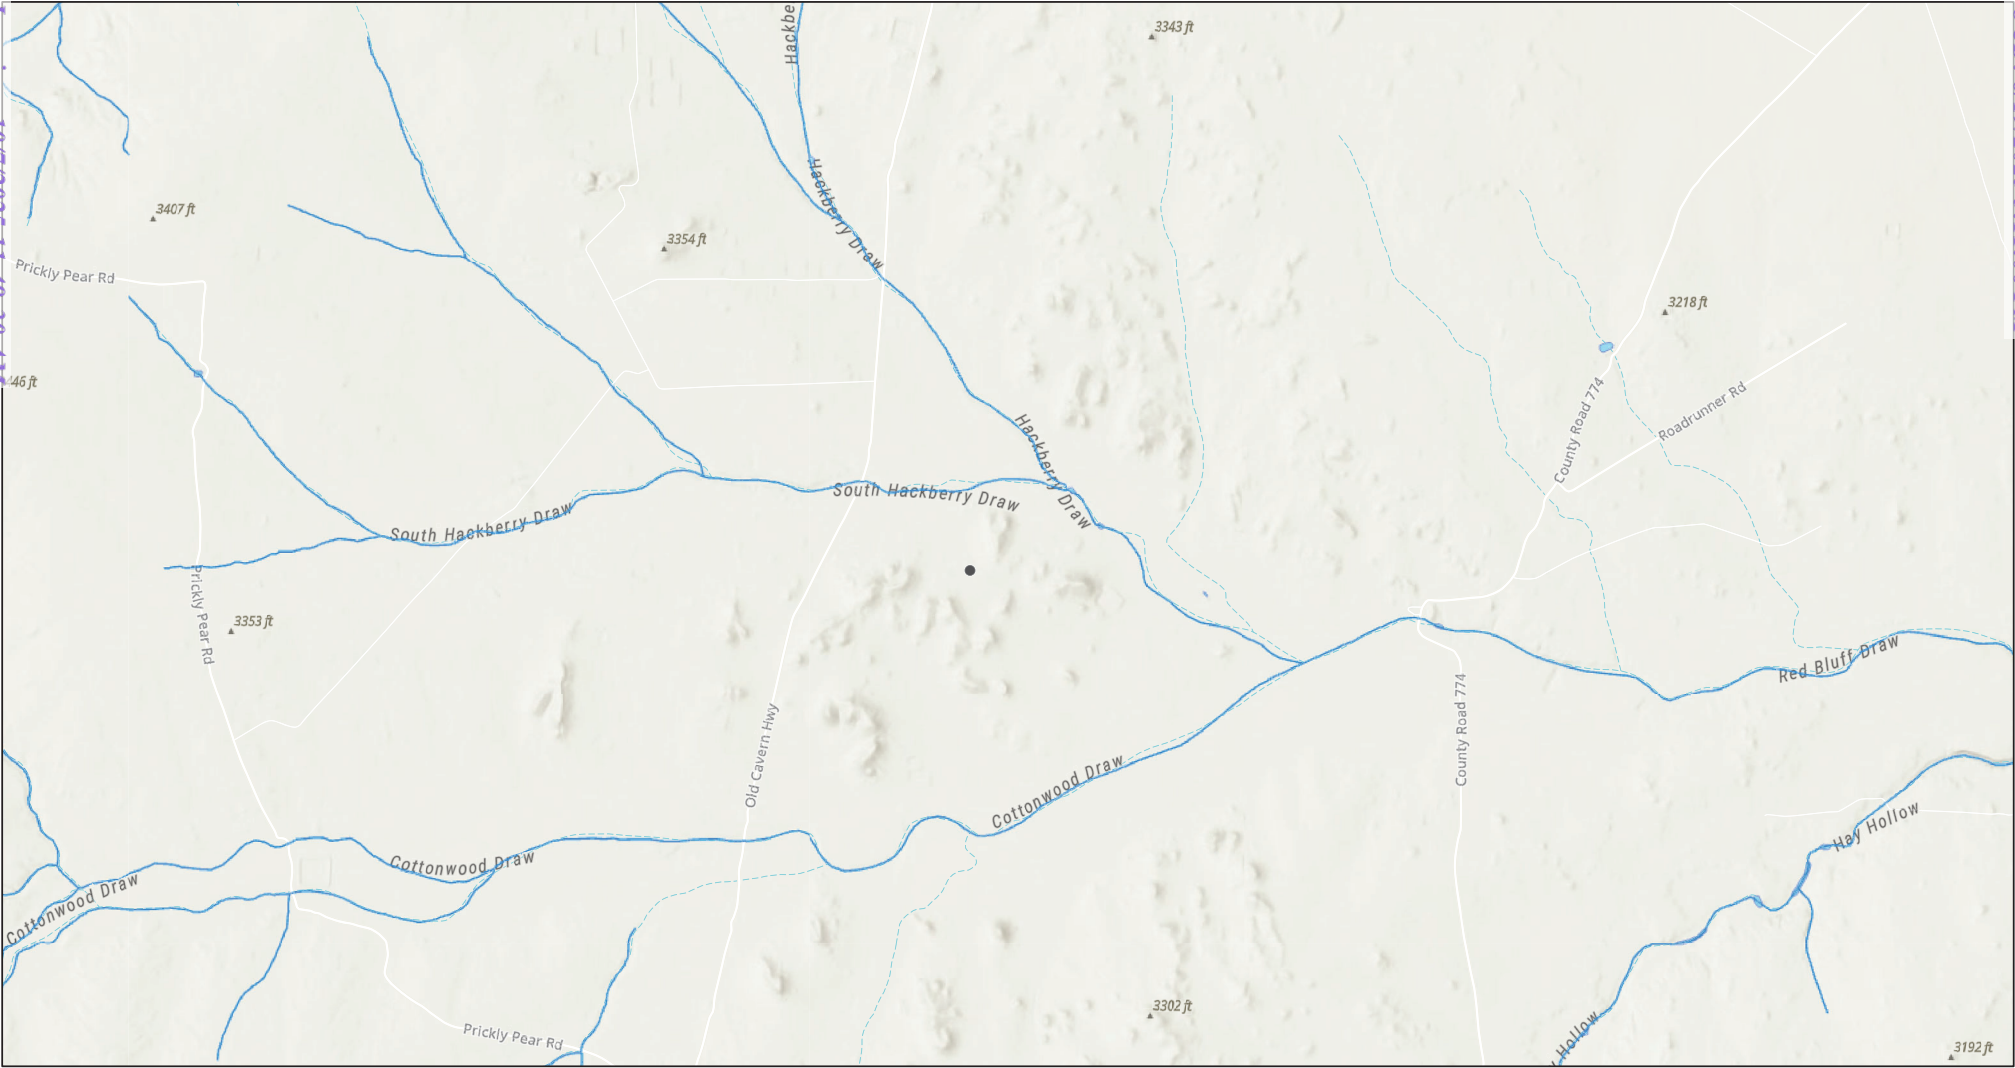 Hackbe
3343 ft
Hackberry Draw
3407 ft
3354 ft
Prickly Pear Rd
3218 ft
46 ft
County Road 774
Roadrunner Rd
Hackberry Draw
South Hackberry Draw
South Hackberry Draw
Prickly Pear Rd
3353 ft
Red Bluff Draw
County Road 774
Old Cavern Hwy
Cottonwood Draw
Hay Hollow
Cottonwood Draw
Cottonwood Draw
3302 ft
Prickly Pear Rd
Hollow
3192 ft